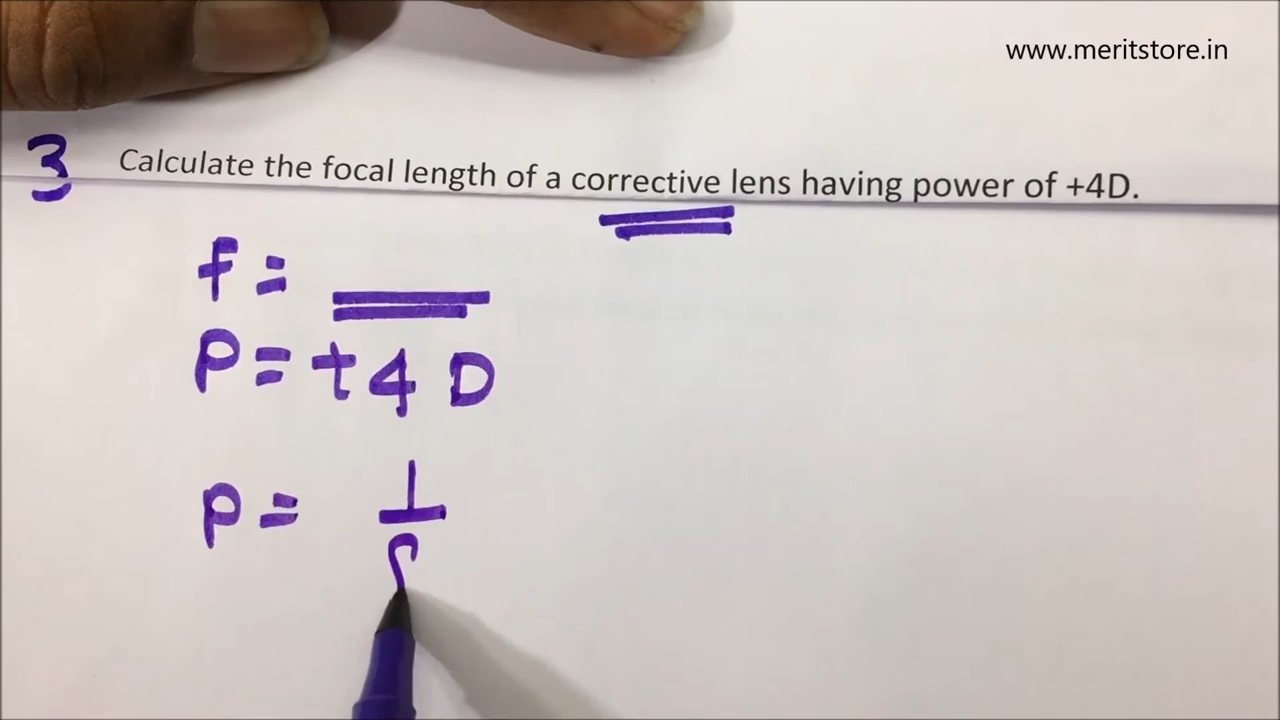 www.meritstore.in
3 Calculate the focal length of a corrective lens having power of +4D.
f =
P = +4 D
P = 1
f